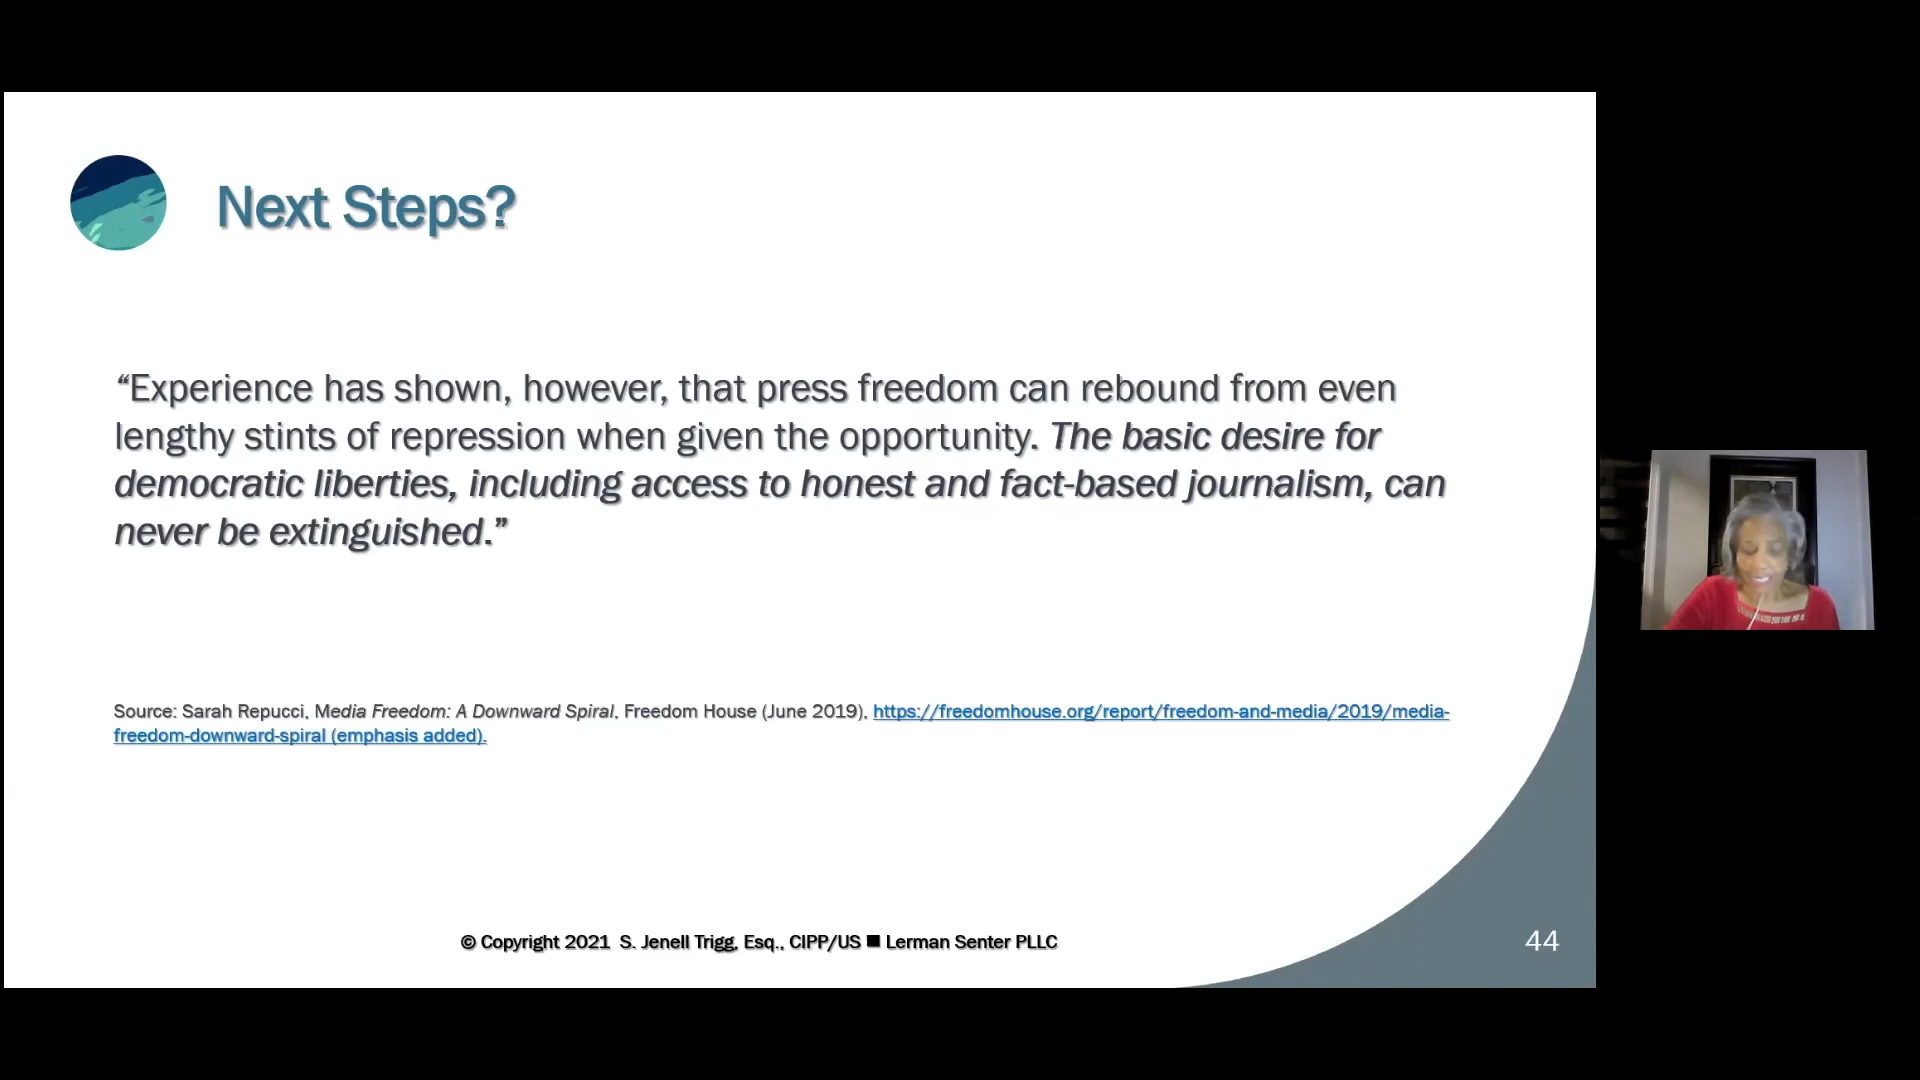 Next Steps?
“Experience has shown, however, that press freedom can rebound from even
lengthy stints of repression when given the opportunity. The basic desire for
democratic liberties, including access to honest and fact-based journalism, can
never be extinguished.”
Source: Sarah Repucci, Media Freedom: A Downward Spiral, Freedom House (June 2019), https://freedomhouse.org/report/freedom-and-media/2019/media-
freedom-downward-spiral (emphasis added).
© Copyright 2021 S. Jenell Trigg, Esq., CIPP/US ■ Lerman Senter PLLC
44